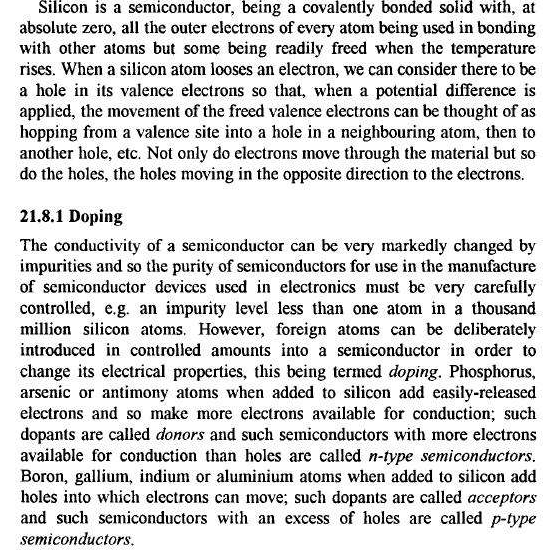 Silicon is a semiconductor, being a covalently bonded solid with, at
absolute zero, all the outer electrons of every atom being used in bonding
with other atoms but some being readily freed when the temperature
rises. When a silicon atom looses an electron, we can consider there to be
a hole in its valence electrons so that, when a potential difference is
applied, the movement of the freed valence electrons can be thought of as
hopping from a valence site into a hole in a neighbouring atom, then to
another hole, etc. Not only do electrons move through the material but so
do the holes, the holes moving in the opposite direction to the electrons.
21.8.1 Doping
The conductivity of a semiconductor can be very markedly changed by
impurities and so the purity of semiconductors for use in the manufacture
of semiconductor devices used in electronics must be very carefully
controlled, e.g. an impurity level less than one atom in a thousand
million silicon atoms. However, foreign atoms can be deliberately
introduced in controlled amounts into a semiconductor in order to
change its electrical properties, this being termed doping. Phosphorus,
arsenic or antimony atoms when added to silicon add easily-released
electrons and so make more electrons available for conduction; such
dopants are called donors and such semiconductors with more electrons
available for conduction than holes are called n-type semiconductors.
Boron, gallium, indium or aluminium atoms when added to silicon add
holes into which electrons can move; such dopants are called acceptors
and such semiconductors with an excess of holes are called p-type
semiconductors.